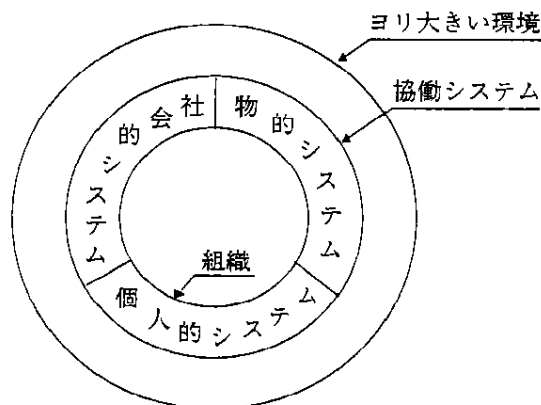 ヨリ大きい環境
協働システム
社会的システム
物的システム
組織
個人的システム